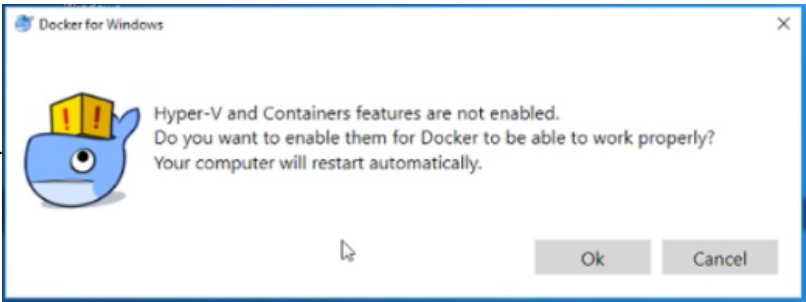 Docker for Windows
Hyper-V and Containers features are not enabled.
Do you want to enable them for Docker to be able to work properly?
Your computer will restart automatically.
Ok Cancel